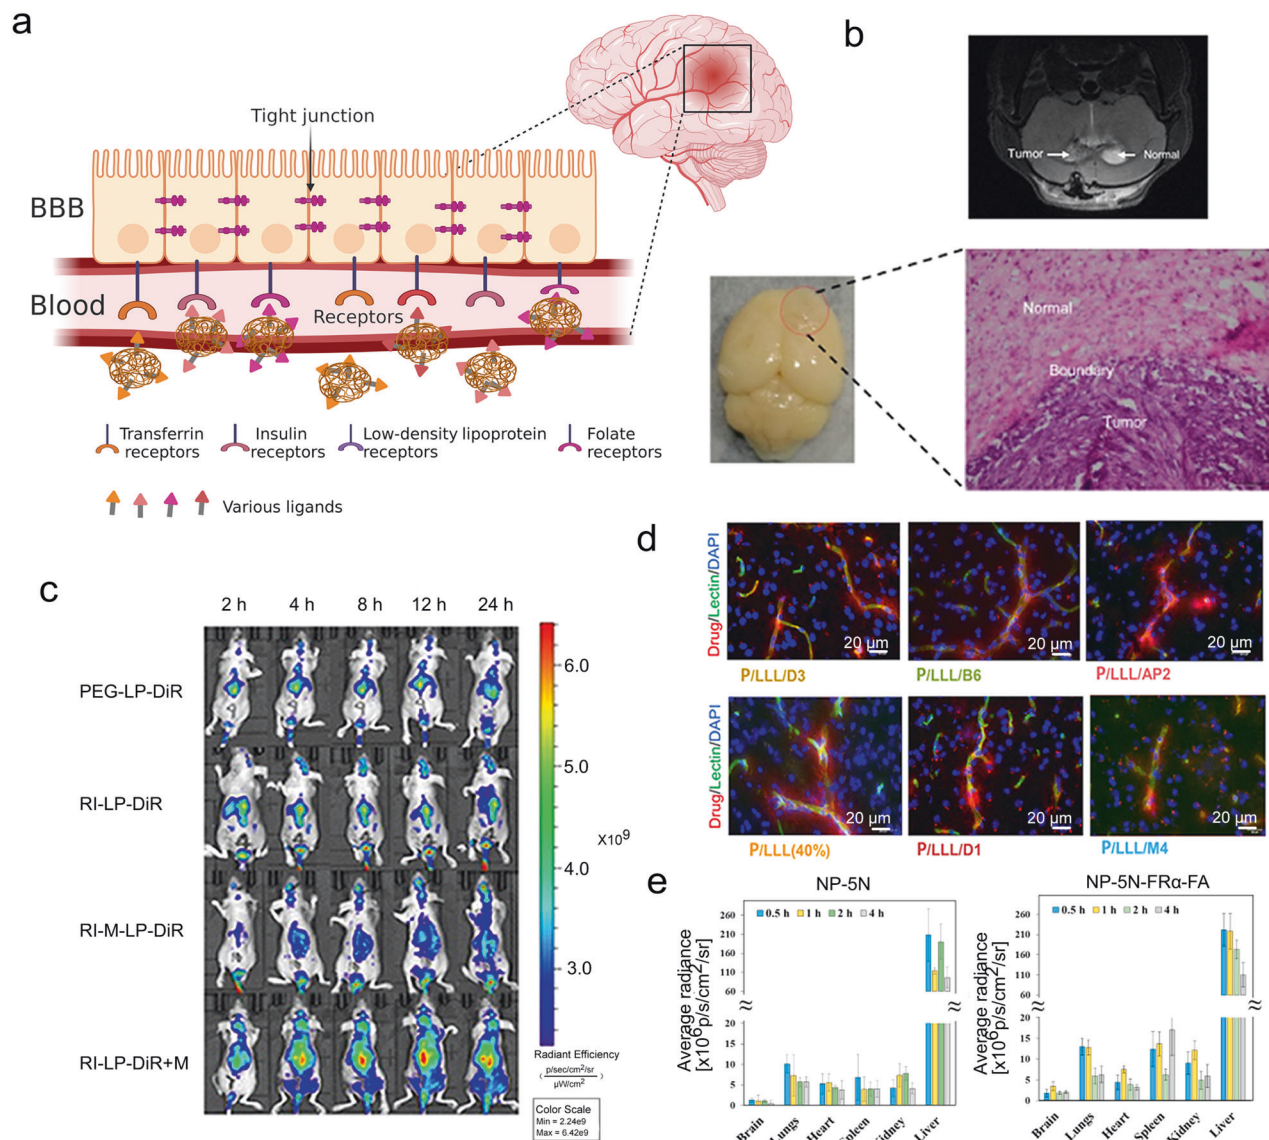 a
Tight junction
BBB
Blood
Receptors
Transferrin
receptors
Insulin
receptors
Low-density lipoprotein
receptors
Folate
receptors
Various ligands
b
Tumor
Normal
Normal
Boundary
Tumor
c
2 h 4 h 8 h 12 h 24 h
PEG-LP-DiR
RI-LP-DiR
RI-M-LP-DiR
RI-LP-DiR+M
6.0
5.0
X10⁹
4.0
3.0
Radiant Efficiency
(p/sec/cm²/sr
µW/cm²)
Color Scale
Min = 2.24e9
Max = 6.42e9
d
Drug/Lectin/DAPI
20 µm
20 µm
20 µm
P/LLL/D3
P/LLL/B6
P/LLL/AP2
Drug/Lectin/DAPI
20 µm
20 µm
20 µm
P/LLL(40%)
P/LLL/D1
P/LLL/M4
e
NP-5N
0.5 h 1 h 2 h 4 h
Average radiance
[x10⁶p/s/cm²/sr]
260
210
160
110
60
20
15
10
5
0
Brain
Lungs
Heart
Spleen
Kidney
Liver
NP-5N-FRα-FA
0.5 h 1 h 2 h 4 h
Average radiance
[x10⁶p/s/cm²/sr]
260
210
160
110
60
20
15
10
5
0
Brain
Lungs
Heart
Spleen
Kidney
Liver